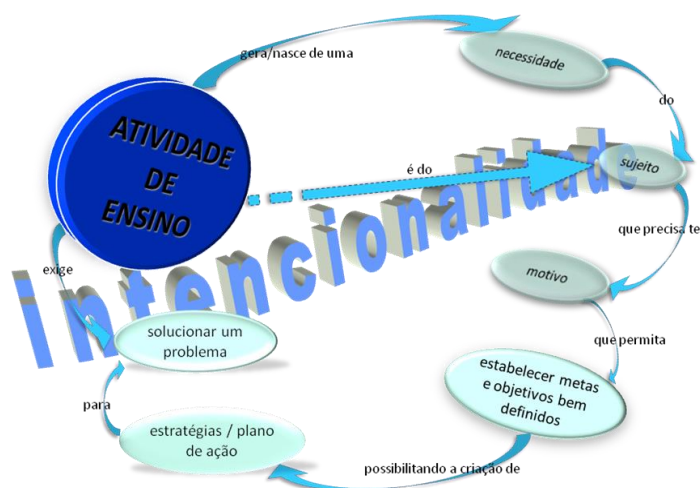 gera/nasce de uma
necessidade
do
ATIVIDADE
DE
ENSINO
é do
sujeito
Intencionalidade
que precisa te
exige
motivo
solucionar um
problema
que permita
estabelecer metas
e objetivos bem
definidos
para
estratégias / plano
de ação
possibilitando a criação de